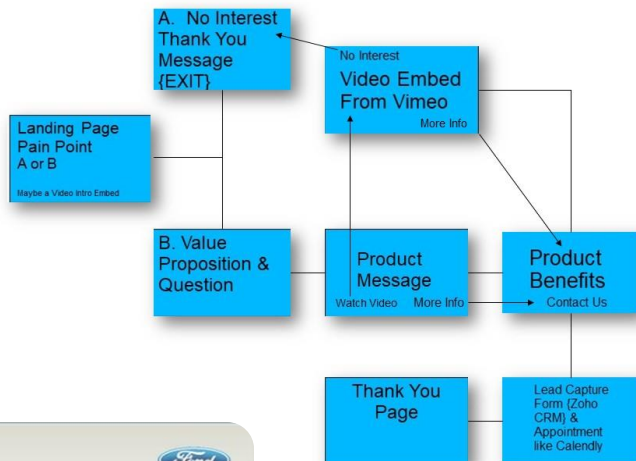 A. No Interest
Thank You
Message
{EXIT}
No Interest
Video Embed
From Vimeo
More Info
Landing Page
Pain Point
A or B
Maybe a Video Intro Embed
B. Value
Proposition &
Question
Product
Message
Watch Video More Info
Product
Benefits
Contact Us
Thank You
Page
Lead Capture
Form {Zoho
CRM} &
Appointment
like Calendly
Ford